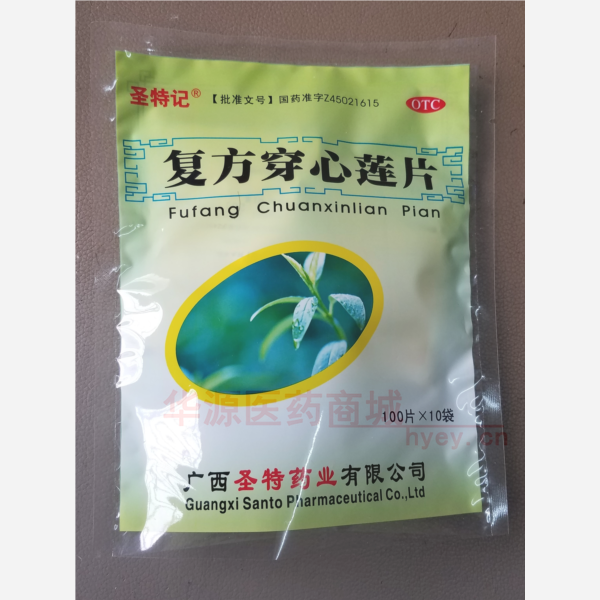 圣特记® 【批准文号】国药准字Z45021615 OTC
复方穿心莲片
Fufang Chuanxinlian Pian
华源医药商城
100片×10袋
hyey.cn
广西圣特药业有限公司
Guangxi Santo Pharmaceutical Co.,Ltd